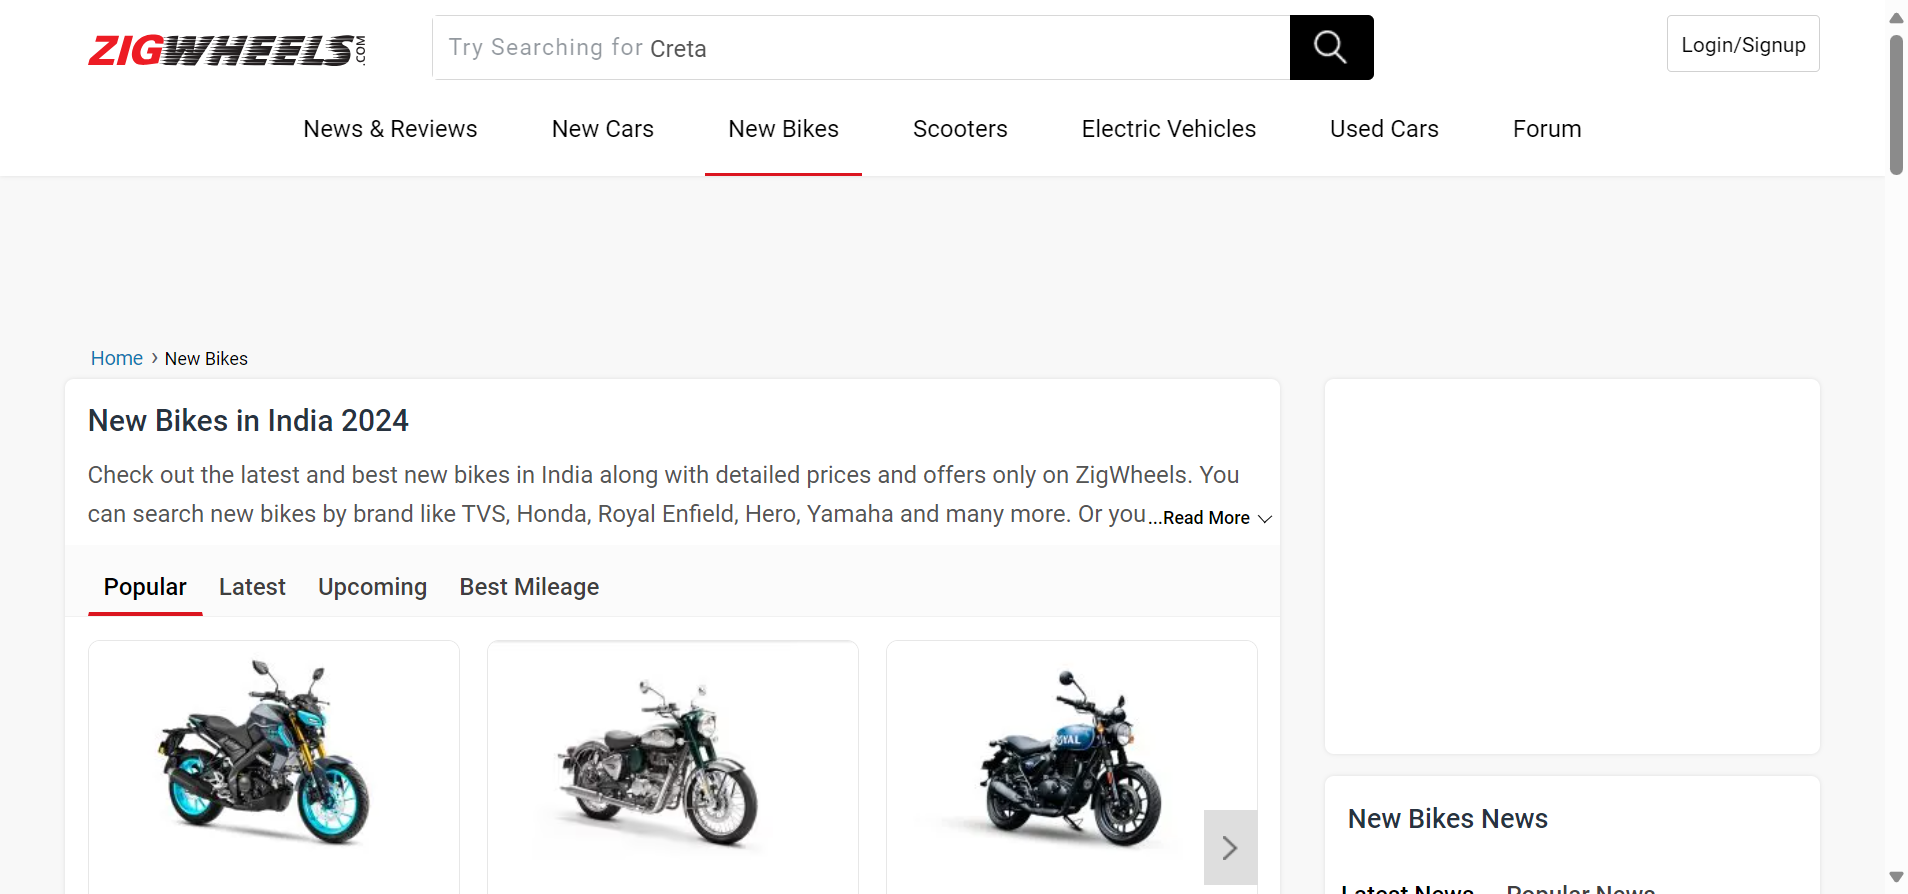 ZIGWHEELS.COM
Try Searching for Creta
Login/Signup
News & Reviews
New Cars
New Bikes
Scooters
Electric Vehicles
Used Cars
Forum
Home › New Bikes
New Bikes in India 2024
Check out the latest and best new bikes in India along with detailed prices and offers only on ZigWheels. You
can search new bikes by brand like TVS, Honda, Royal Enfield, Hero, Yamaha and many more. Or you ...Read More
Popular
Latest
Upcoming
Best Mileage
ROYAL
New Bikes News
Latest News
Popular News